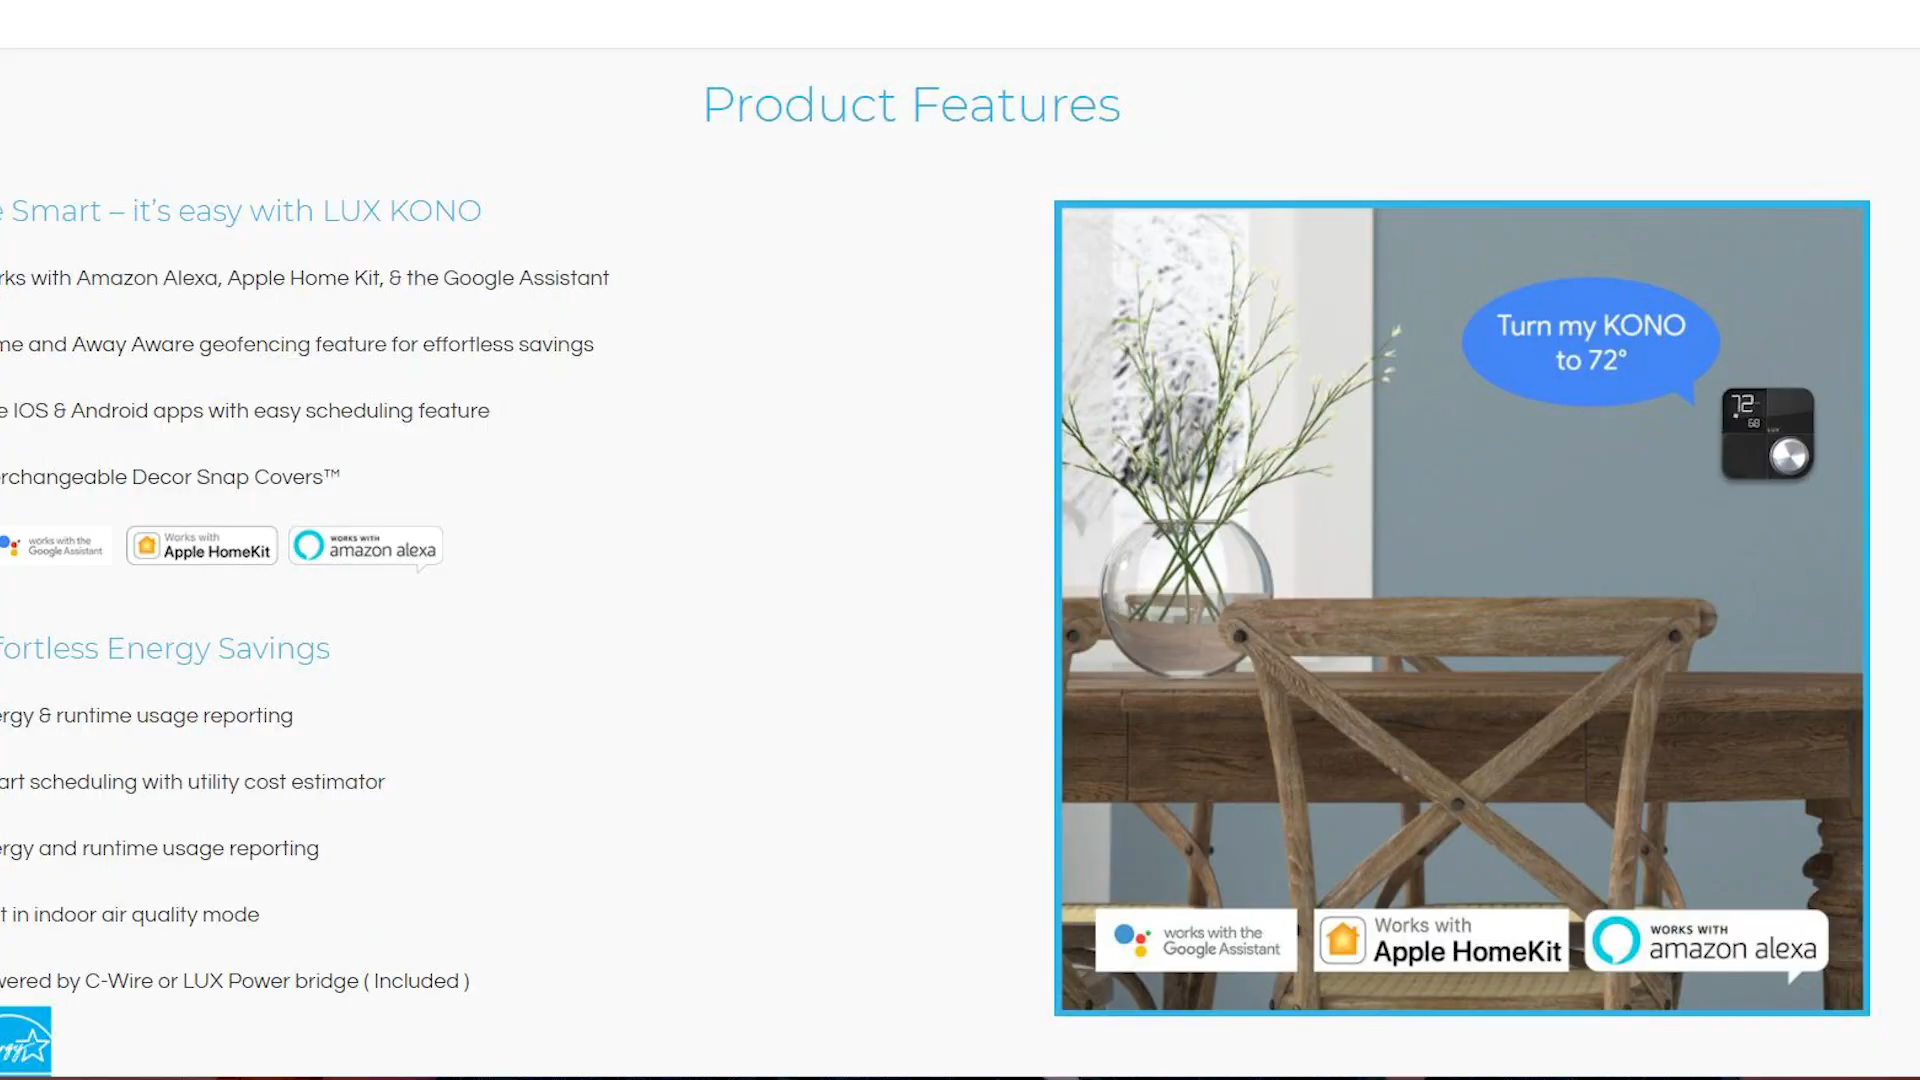 Product Features
e Smart – it's easy with LUX KONO
rks with Amazon Alexa, Apple Home Kit, & the Google Assistant
me and Away Aware geofencing feature for effortless savings
e IOS & Android apps with easy scheduling feature
erchangeable Decor Snap Covers™
works with the
Google Assistant
Works with
Apple HomeKit
WORKS WITH
amazon alexa
fortless Energy Savings
ergy & runtime usage reporting
art scheduling with utility cost estimator
ergy and runtime usage reporting
t in indoor air quality mode
wered by C-Wire or LUX Power bridge ( Included )
Turn my KONO
to 72°
72
68
LUX
works with the
Google Assistant
Works with
Apple HomeKit
WORKS WITH
amazon alexa